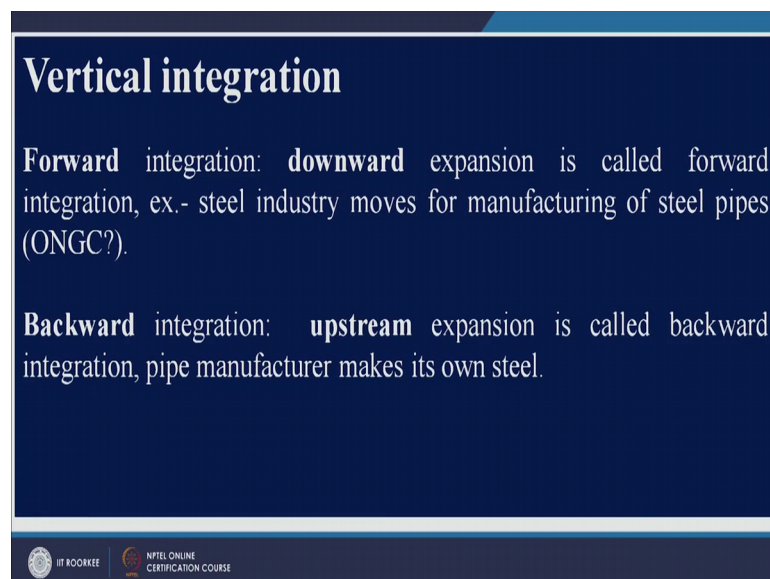 Vertical integration
Forward integration: downward expansion is called forward
integration, ex.- steel industry moves for manufacturing of steel pipes
(ONGC?).
Backward integration: upstream expansion is called backward
integration, pipe manufacturer makes its own steel.
IIT ROORKEE
NPTEL ONLINE
CERTIFICATION COURSE